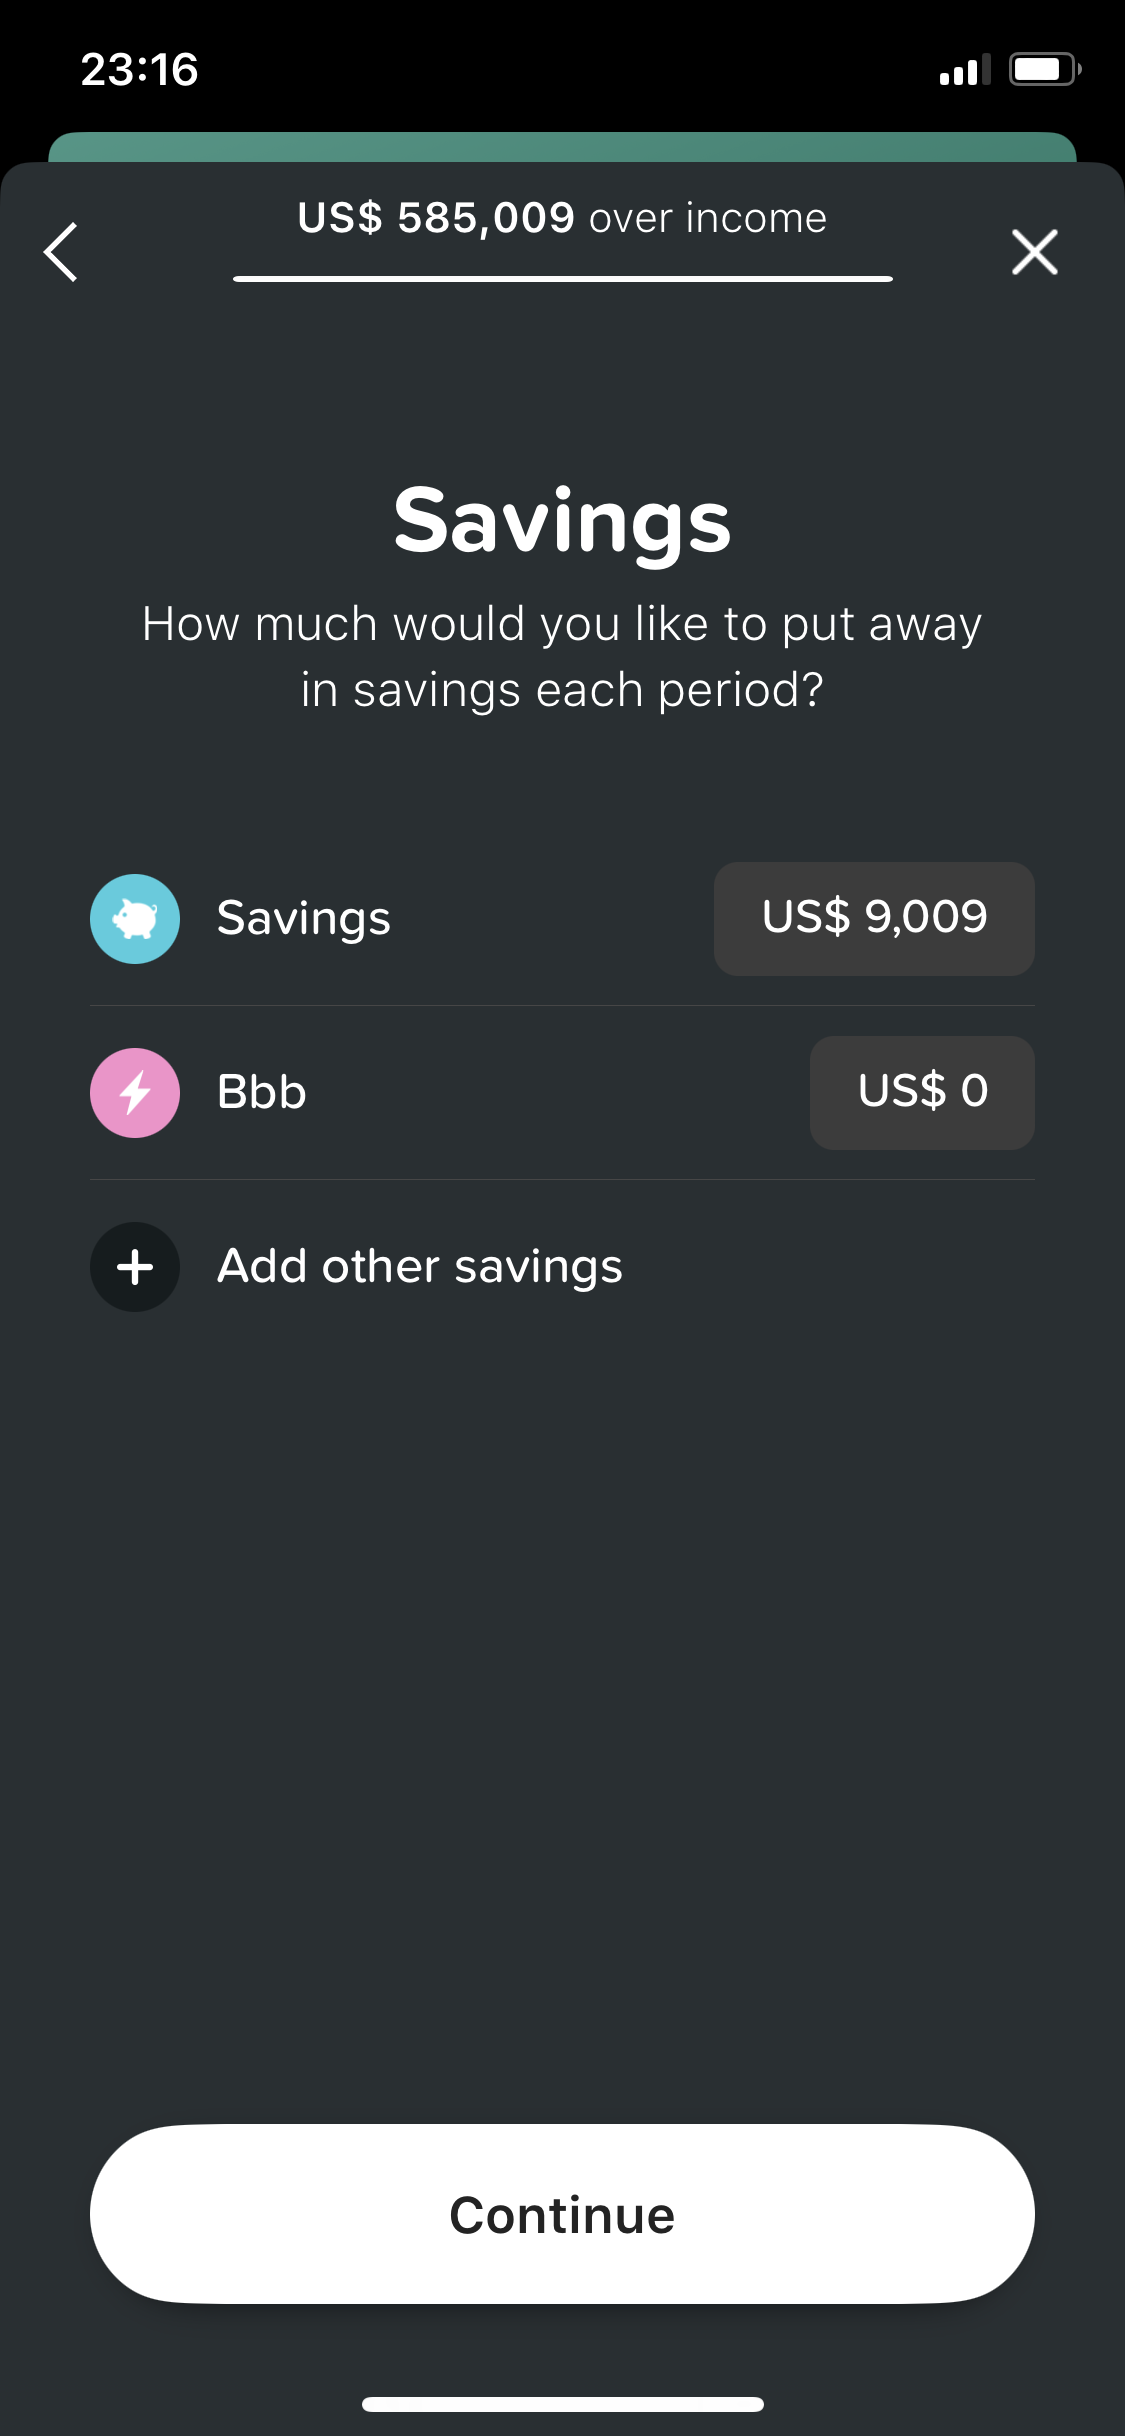 23:16
US$ 585,009 over income
Savings
How much would you like to put away
in savings each period?
Savings
US$ 9,009
Bbb
US$ 0
Add other savings
Continue